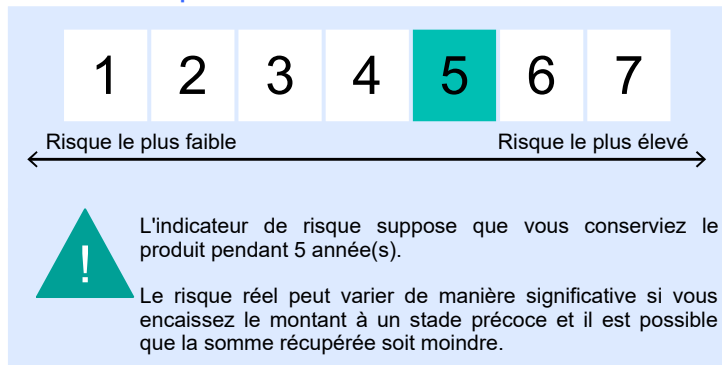 1 2 3 4 5 6 7
Risque le plus faible Risque le plus élevé
!
L'indicateur de risque suppose que vous conserviez le
produit pendant 5 année(s).
Le risque réel peut varier de manière significative si vous
encaissez le montant à un stade précoce et il est possible
que la somme récupérée soit moindre.